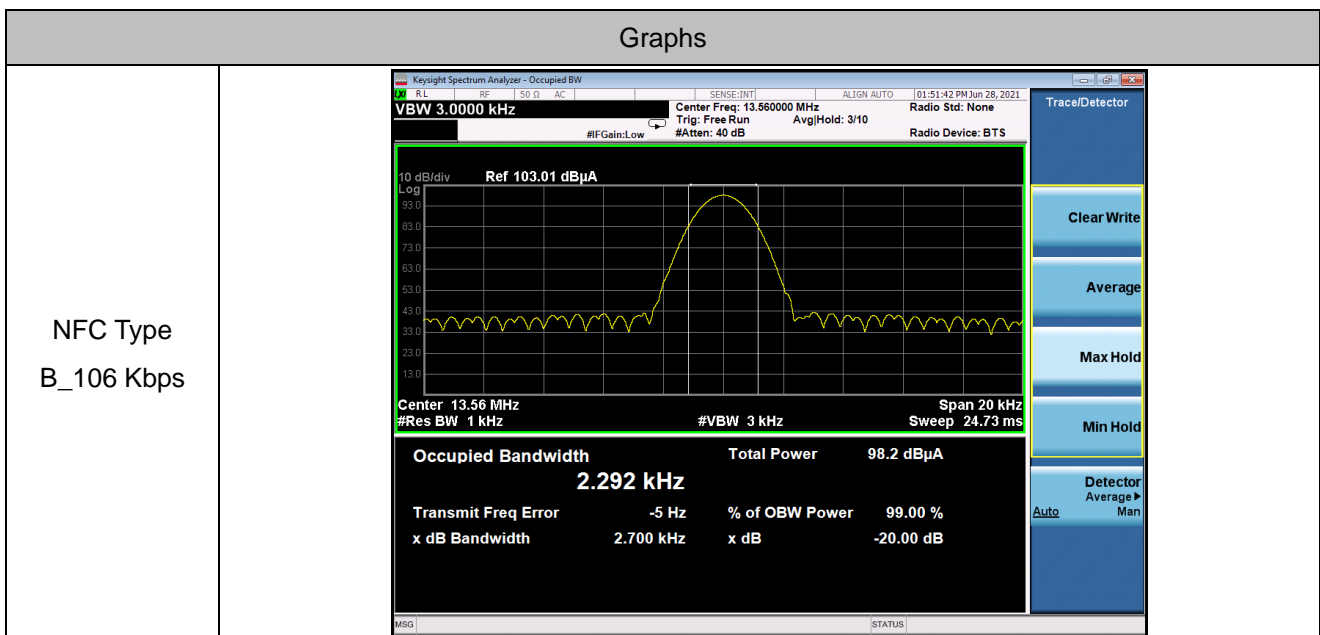 Graphs
NFC Type
B_106 Kbps
Keysight Spectrum Analyzer - Occupied BW
RL RF 50 Ω AC SENSE:INT ALIGN AUTO 01:51:42 PM Jun 28, 2021
VBW 3.0000 kHz
Center Freq: 13.560000 MHz Radio Std: None
Trig: Free Run Avg|Hold: 3/10
#IFGain:Low #Atten: 40 dB Radio Device: BTS
10 dB/div Ref 103.01 dBµA
Log
93.0
83.0
73.0
63.0
53.0
43.0
33.0
23.0
13.0
Center 13.56 MHz Span 20 kHz
#Res BW 1 kHz #VBW 3 kHz Sweep 24.73 ms
Occupied Bandwidth Total Power 98.2 dBµA
2.292 kHz
Transmit Freq Error -5 Hz % of OBW Power 99.00 %
x dB Bandwidth 2.700 kHz x dB -20.00 dB
MSG STATUS
Trace/Detector
Clear Write
Average
Max Hold
Min Hold
Detector
Average
Auto Man